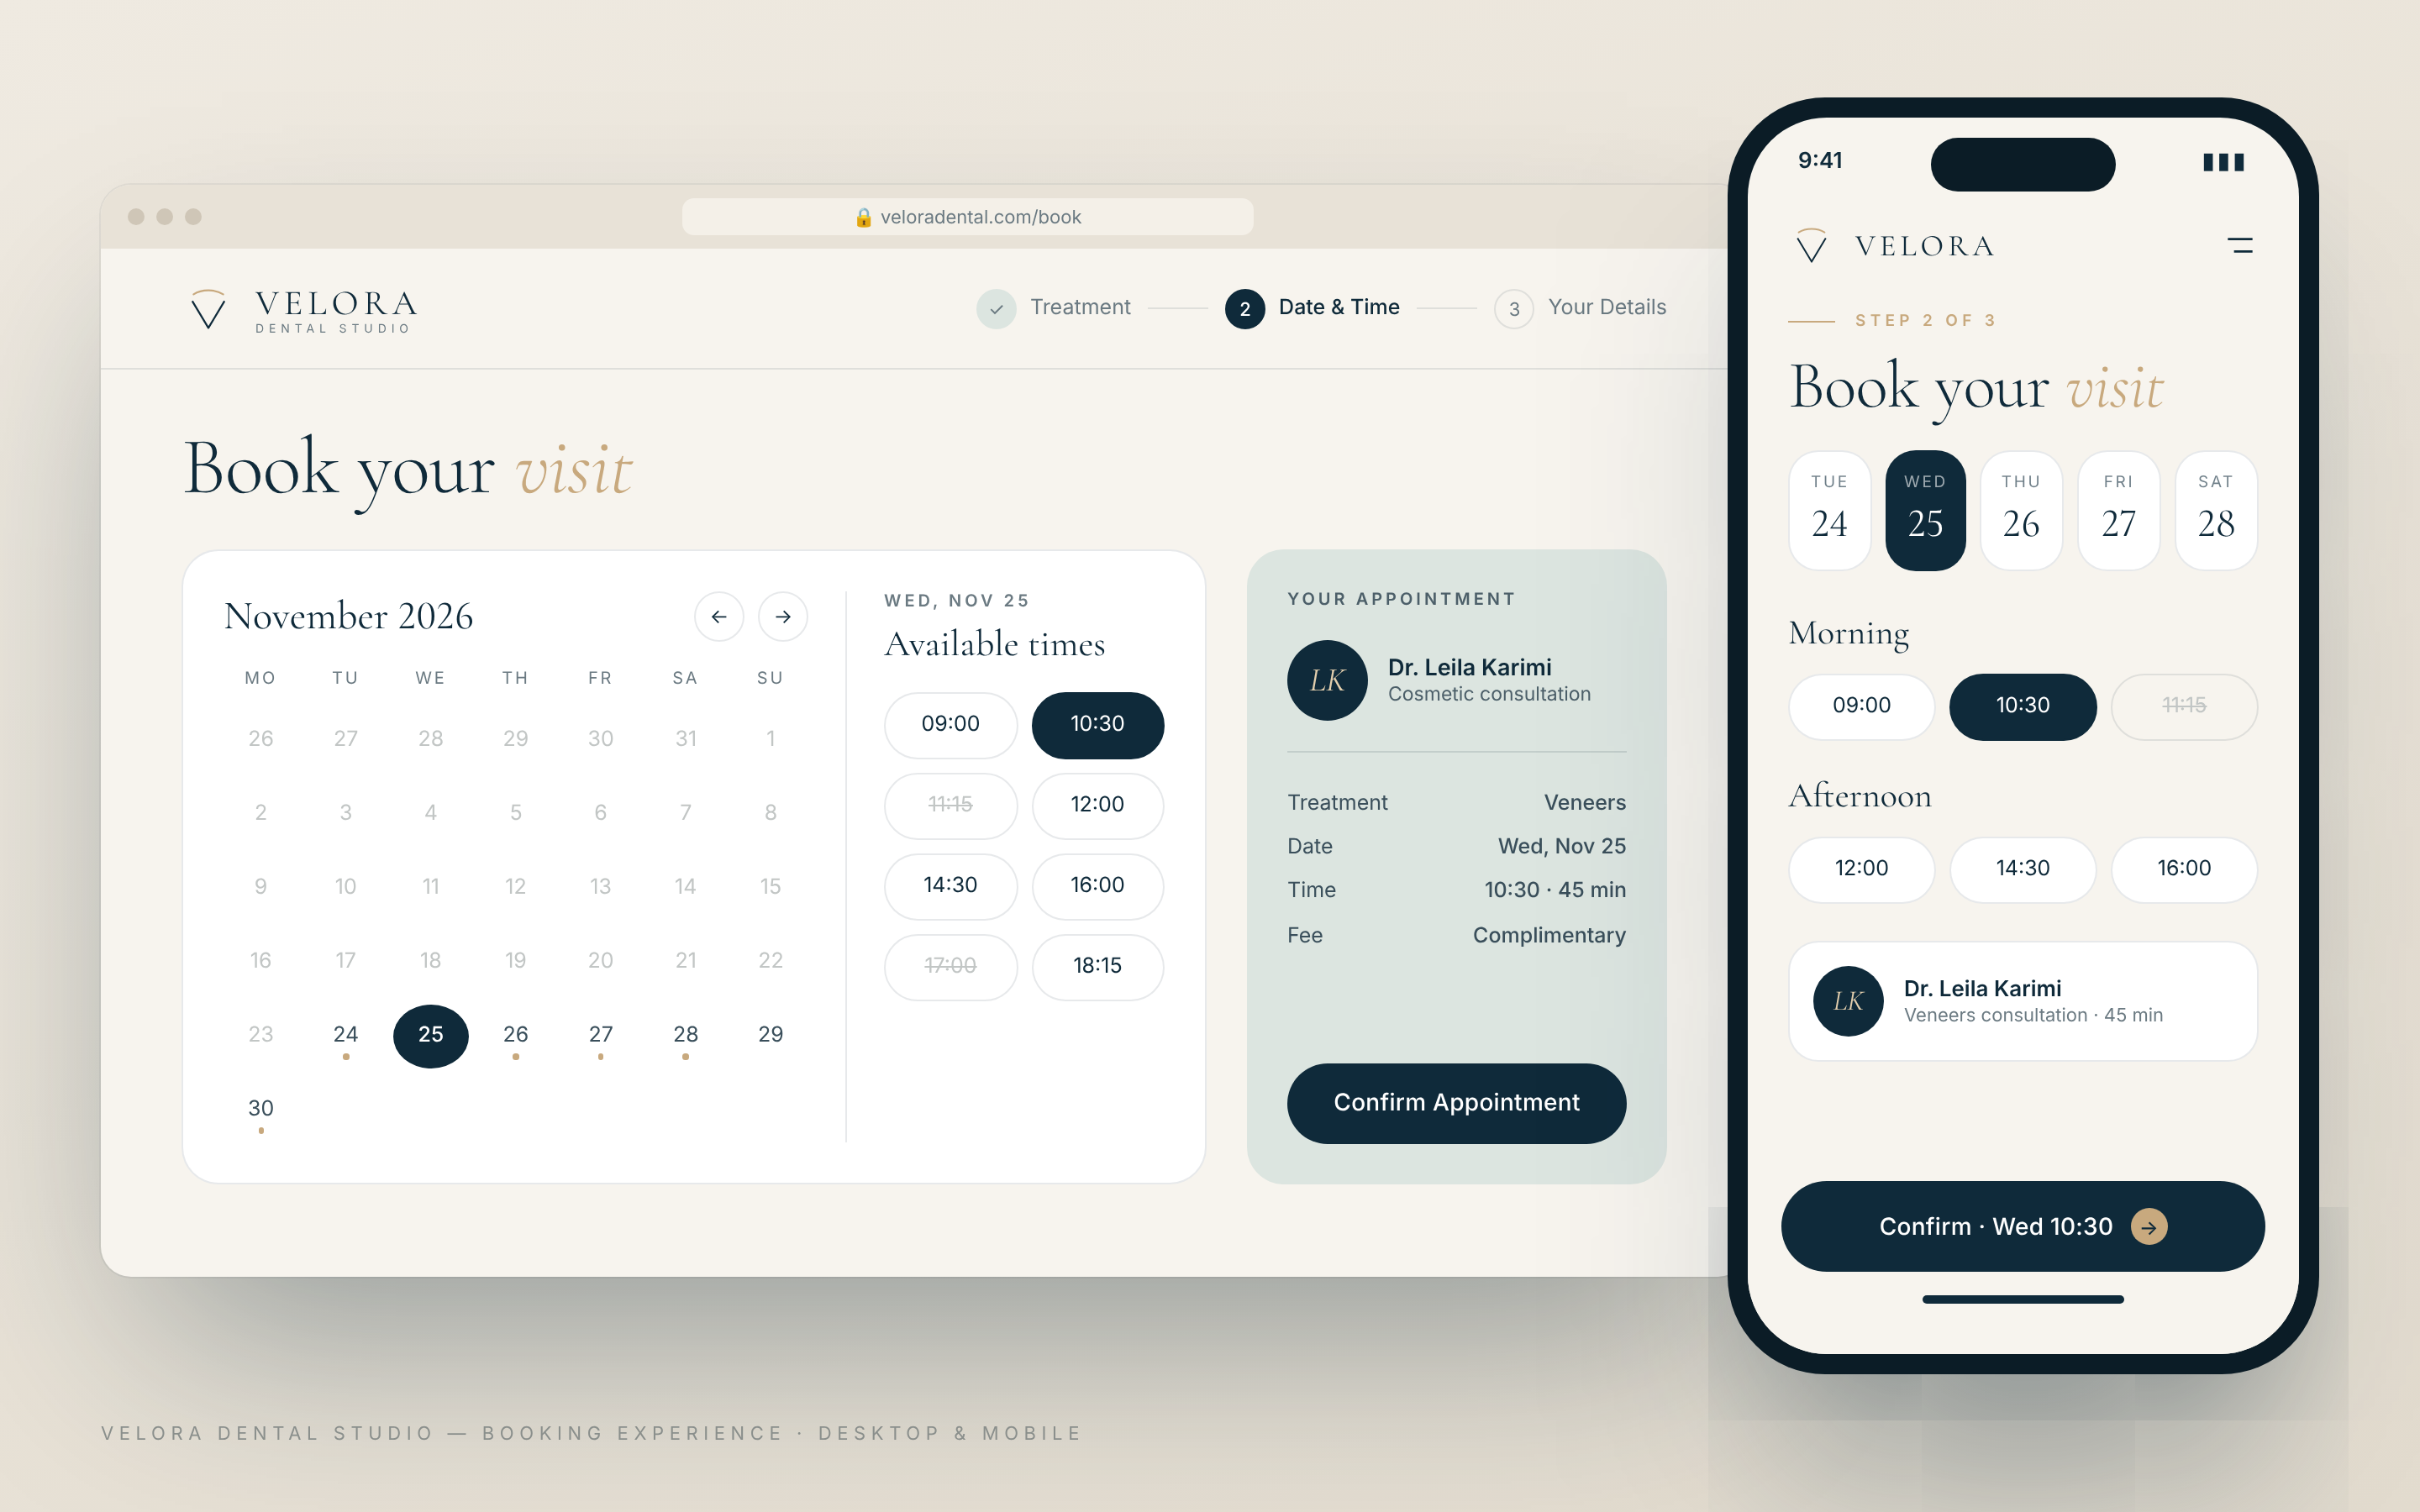 veloradental.com/book
VELORA
DENTAL STUDIO
Treatment
2 Date & Time
3 Your Details
Book your visit
November 2026
MO TU WE TH FR SA SU
26 27 28 29 30 31 1
2 3 4 5 6 7 8
9 10 11 12 13 14 15
16 17 18 19 20 21 22
23 24 25 26 27 28 29
30
WED, NOV 25
Available times
09:00 10:30
11:15 12:00
14:30 16:00
17:00 18:15
YOUR APPOINTMENT
LK
Dr. Leila Karimi
Cosmetic consultation
Treatment Veneers
Date Wed, Nov 25
Time 10:30 · 45 min
Fee Complimentary
Confirm Appointment
9:41
VELORA
STEP 2 OF 3
Book your visit
TUE WED THU FRI SAT
24 25 26 27 28
Morning
09:00 10:30 11:15
Afternoon
12:00 14:30 16:00
LK
Dr. Leila Karimi
Veneers consultation · 45 min
Confirm · Wed 10:30
VELORA DENTAL STUDIO — BOOKING EXPERIENCE · DESKTOP & MOBILE